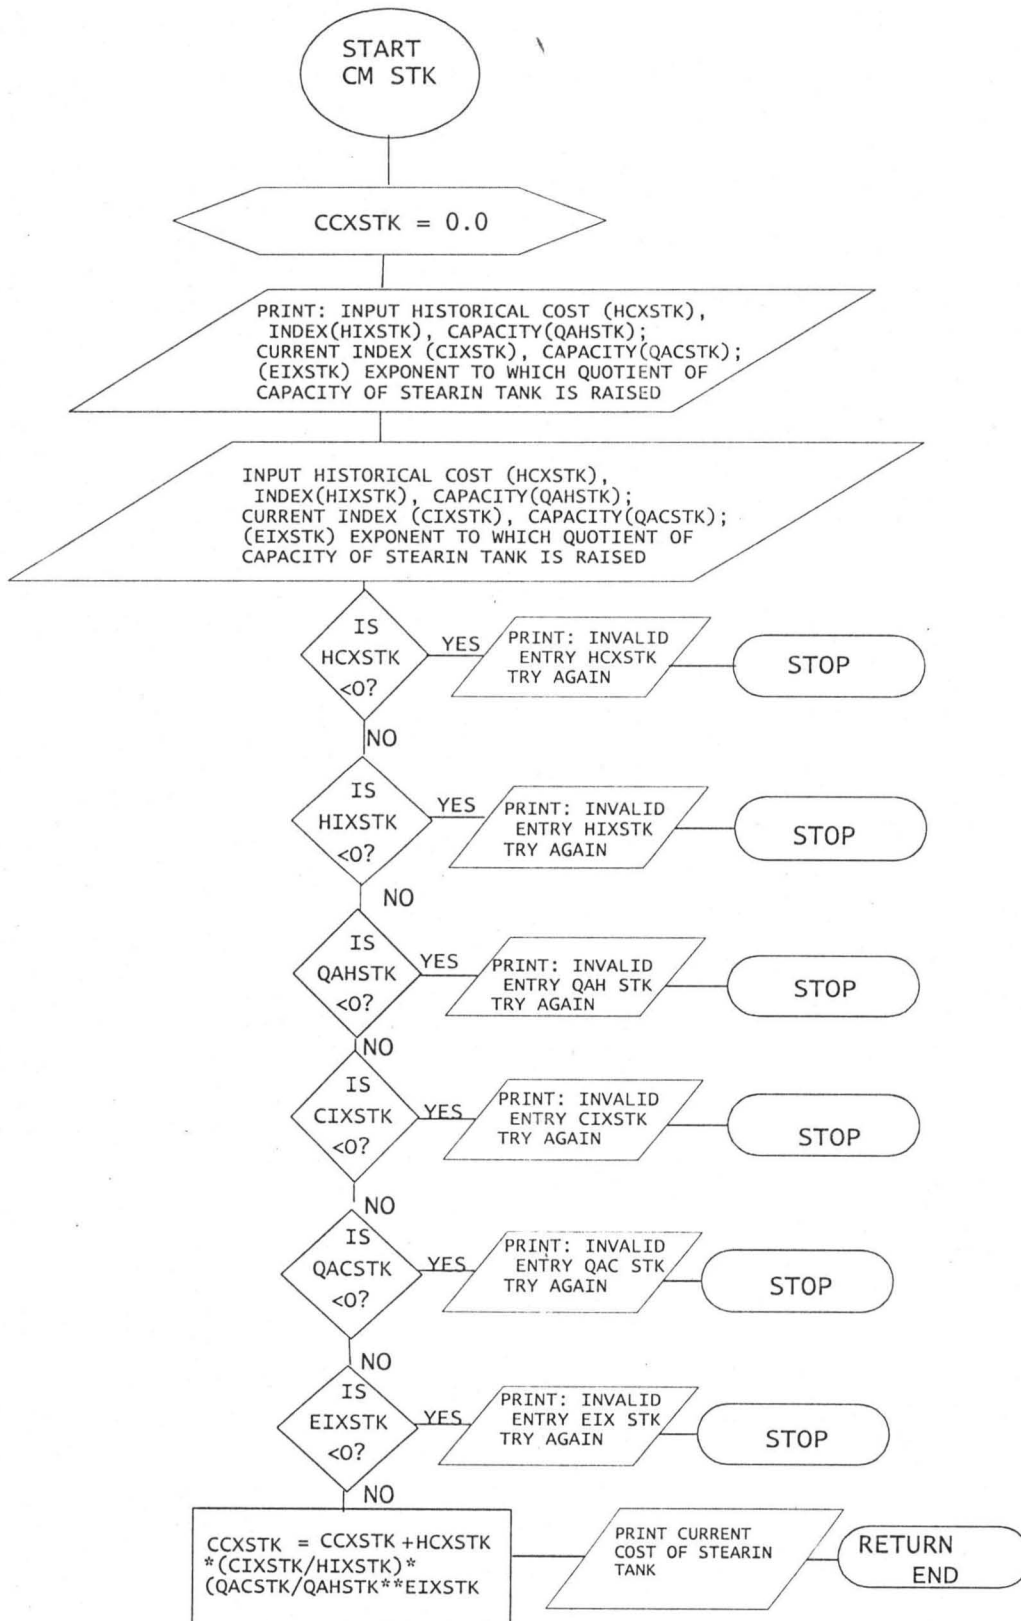 START
CM STK
CCXSTK = 0.0
PRINT: INPUT HISTORICAL COST (HCXSTK),
INDEX(HIXSTK), CAPACITY(QAHSTK);
CURRENT INDEX (CIXSTK), CAPACITY(QACSTK);
(EIXSTK) EXPONENT TO WHICH QUOTIENT OF
CAPACITY OF STEARIN TANK IS RAISED
INPUT HISTORICAL COST (HCXSTK),
INDEX(HIXSTK), CAPACITY(QAHSTK);
CURRENT INDEX (CIXSTK), CAPACITY(QACSTK);
(EIXSTK) EXPONENT TO WHICH QUOTIENT OF
CAPACITY OF STEARIN TANK IS RAISED
IS
HCXSTK
<0?
YES
PRINT: INVALID
ENTRY HCXSTK
TRY AGAIN
STOP
NO
IS
HIXSTK
<0?
YES
PRINT: INVALID
ENTRY HIXSTK
TRY AGAIN
STOP
NO
IS
QAHSTK
<0?
YES
PRINT: INVALID
ENTRY QAH STK
TRY AGAIN
STOP
NO
IS
CIXSTK
<0?
YES
PRINT: INVALID
ENTRY CIXSTK
TRY AGAIN
STOP
NO
IS
QACSTK
<0?
YES
PRINT: INVALID
ENTRY QAC STK
TRY AGAIN
STOP
NO
IS
EIXSTK
<0?
YES
PRINT: INVALID
ENTRY EIX STK
TRY AGAIN
STOP
NO
CCXSTK = CCXSTK +HCXSTK
*(CIXSTK/HIXSTK)*
(QACSTK/QAHSTK**EIXSTK
PRINT CURRENT
COST OF STEARIN
TANK
RETURN
END